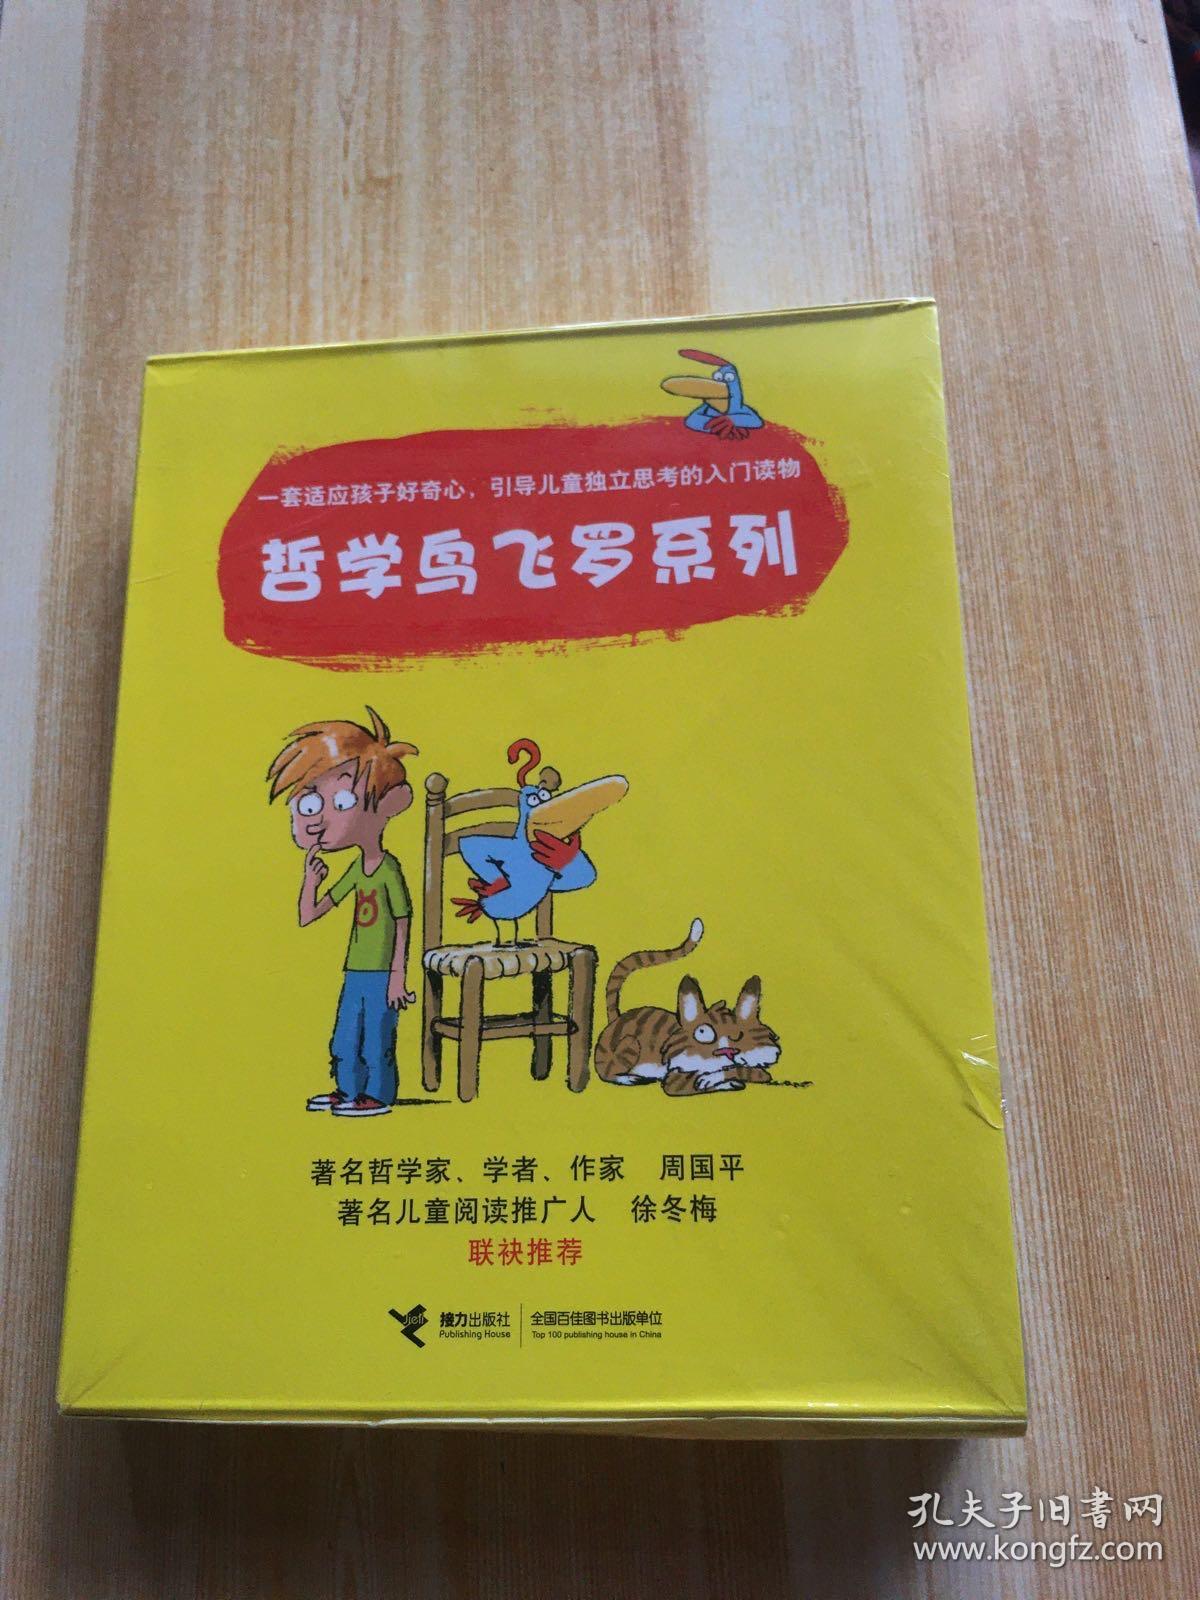 一套适应孩子好奇心，引导儿童独立思考的入门读物
哲学鸟飞罗系列
著名哲学家、学者、作家 周国平
著名儿童阅读推广人 徐冬梅
联袂推荐
Jieli 接力出版社 全国百佳图书出版单位
Publishing House Top 100 publishing house in China
孔夫子旧书网
www.kongfz.com